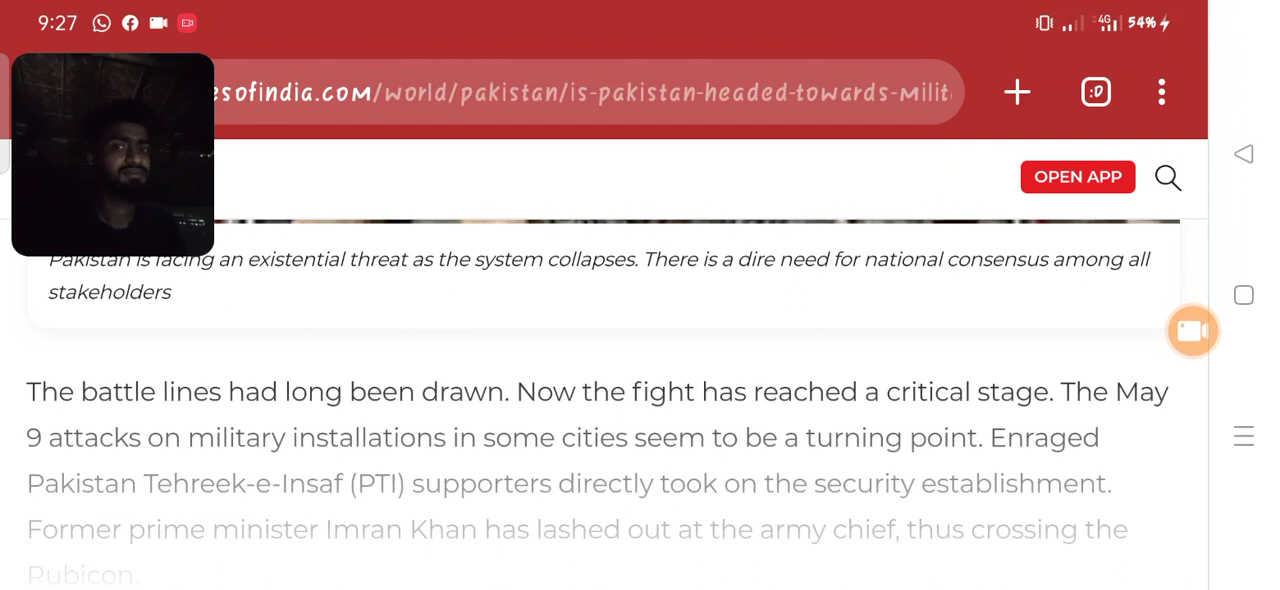 9:27 4G 54%
esofindia.com/world/pakistan/is-pakistan-headed-towards-milit
:D
OPEN APP
Pakistan is facing an existential threat as the system collapses. There is a dire need for national consensus among all
stakeholders
The battle lines had long been drawn. Now the fight has reached a critical stage. The May
9 attacks on military installations in some cities seem to be a turning point. Enraged
Pakistan Tehreek-e-Insaf (PTI) supporters directly took on the security establishment.
Former prime minister Imran Khan has lashed out at the army chief, thus crossing the
Rubicon.